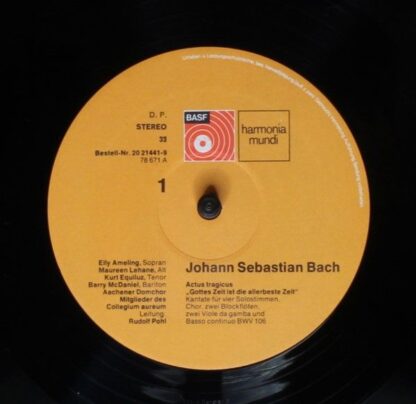 D. P.
STEREO
33
Bestell-Nr. 20 21441-9
78 671 A
BASF
harmonia
mundi
1
Elly Ameling, Sopran
Maureen Lehane, Alt
Kurt Equiluz, Tenor
Barry McDaniel, Bariton
Aachener Domchor
Mitglieder des
Collegium aureum
Leitung
Rudolf Pohl
Johann Sebastian Bach
Actus tragicus
„Gottes Zeit ist die allerbeste Zeit"
Kantate für vier Solostimmen,
Chor, zwei Blockflöten,
zwei Viole da gamba und
Basso continuo BWV 106